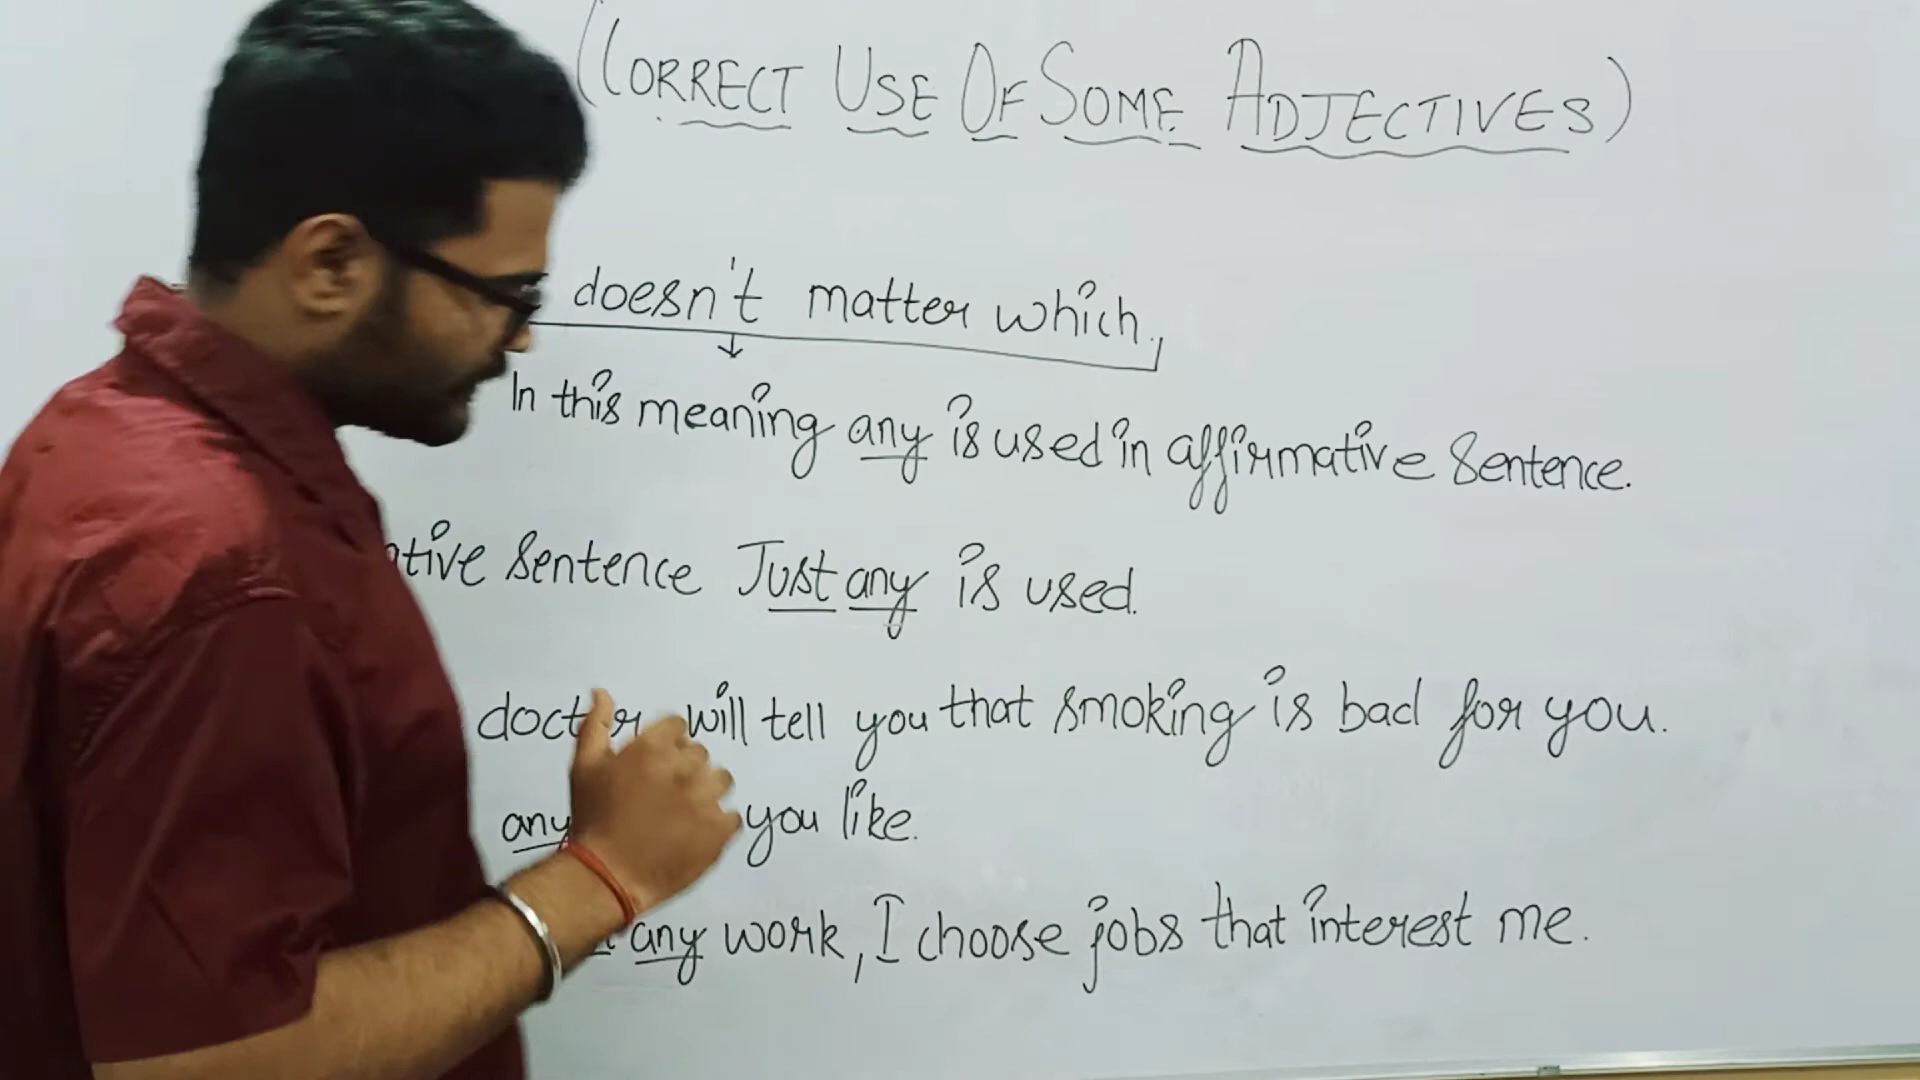 (CORRECT USE OF SOME ADJECTIVES)
doesn't matter which.
In this meaning any is used in affirmative sentence.
sentence Just any is used.
doctor will tell you that smoking is bad for you.
any you like.
any work, I choose jobs that interest me.